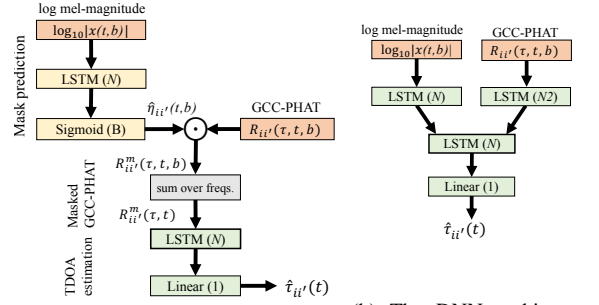 log mel-magnitude
log₁₀|x(t,b)|
LSTM (N)
Sigmoid (B)
Mask prediction
η̂ᵢᵢ′(t,b)
GCC-PHAT
Rᵢᵢ′(τ, t, b)
Rᵐᵢᵢ′(τ, t, b)
sum over freqs.
Masked
GCC-PHAT
Rᵐᵢᵢ′(τ, t)
LSTM (N)
TDOA
estimation
Linear (1)
τ̂ᵢᵢ′(t)
log mel-magnitude
GCC-PHAT
log₁₀|x(t,b)|
Rᵢᵢ′(τ, t, b)
LSTM (N)
LSTM (N2)
LSTM (N)
Linear (1)
τ̂ᵢᵢ′(t)